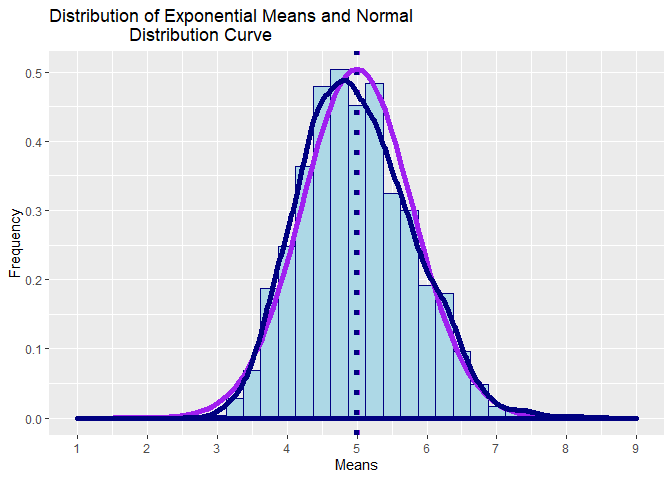 Distribution of Exponential Means and Normal
Distribution Curve
Frequency
0.5
0.4
0.3
0.2
0.1
0.0
1 2 3 4 5 6 7 8 9
Means